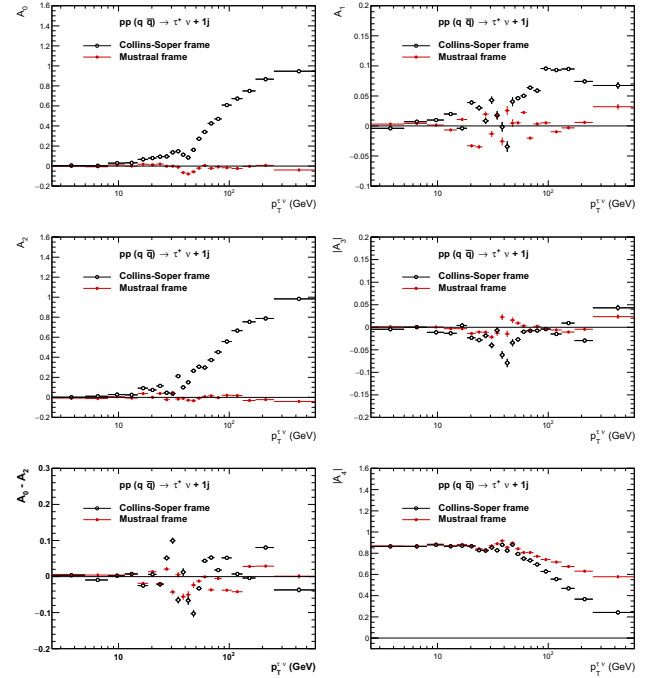 A₀
pp (q q̅) → τ⁺ ν + 1j
Collins-Soper frame
Mustraal frame
1.6
1.4
1.2
1
0.8
0.6
0.4
0.2
0
−0.2
10
10²
p_T^{τ ν} (GeV)
A₁
pp (q q̅) → τ⁺ ν + 1j
Collins-Soper frame
Mustraal frame
0.2
0.15
0.1
0.05
0
−0.05
−0.1
10
10²
p_T^{τ ν} (GeV)
A₂
pp (q q̅) → τ⁺ ν + 1j
Collins-Soper frame
Mustraal frame
1.6
1.4
1.2
1
0.8
0.6
0.4
0.2
0
−0.2
10
10²
p_T^{τ ν} (GeV)
|A₃|
pp (q q̅) → τ⁺ ν + 1j
Collins-Soper frame
Mustraal frame
0.2
0.15
0.1
0.05
0
−0.05
−0.1
−0.15
−0.2
10
10²
p_T^{τ ν} (GeV)
A₀ - A₂
pp (q q̅) → τ⁺ ν + 1j
Collins-Soper frame
Mustraal frame
0.3
0.2
0.1
0
−0.1
−0.2
10
10²
p_T^{τ ν} (GeV)
|A₄|
pp (q q̅) → τ⁺ ν + 1j
Collins-Soper frame
Mustraal frame
1.6
1.4
1.2
1
0.8
0.6
0.4
0.2
0
10
10²
p_T^{τ ν} (GeV)